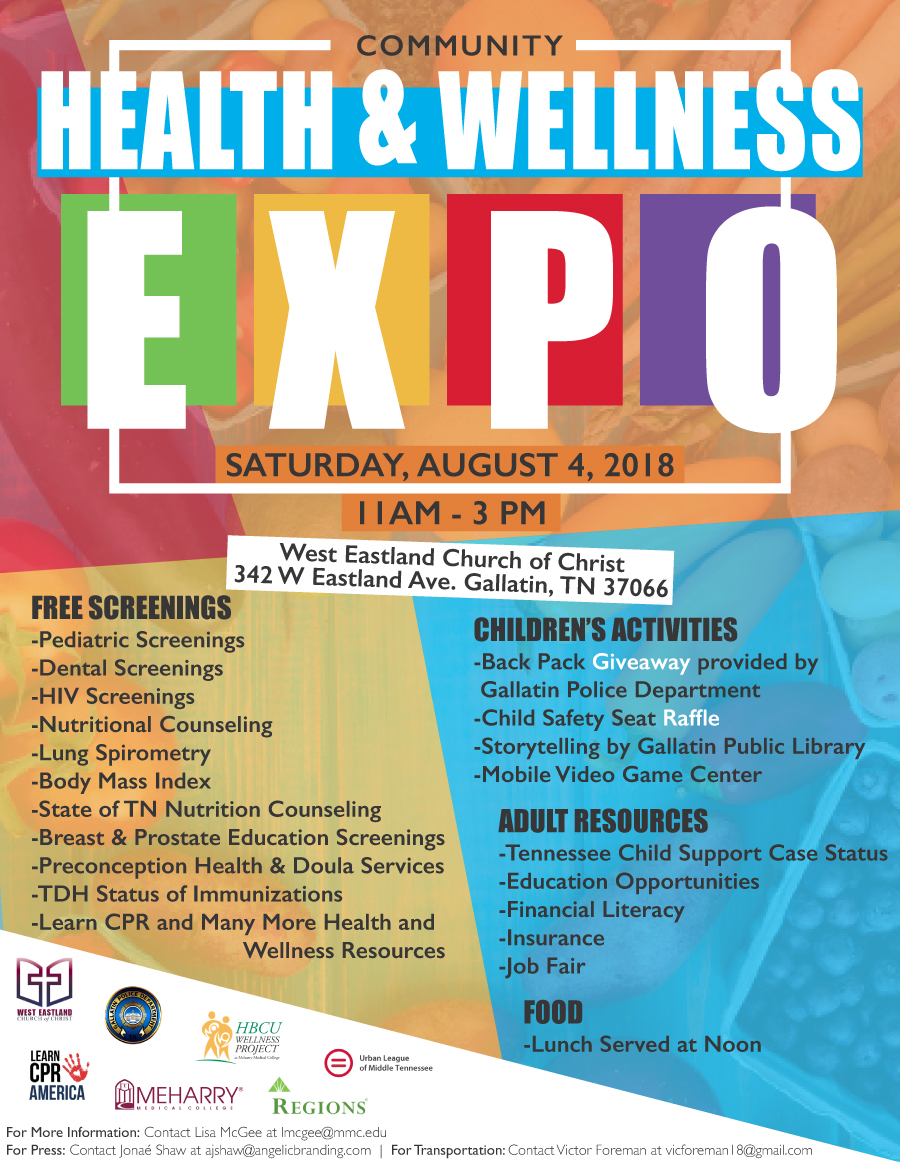 COMMUNITY
HEALTH & WELLNESS
EXPO
SATURDAY, AUGUST 4, 2018
11AM - 3 PM
West Eastland Church of Christ
342 W Eastland Ave. Gallatin, TN 37066
FREE SCREENINGS
-Pediatric Screenings
-Dental Screenings
-HIV Screenings
-Nutritional Counseling
-Lung Spirometry
-Body Mass Index
-State of TN Nutrition Counseling
-Breast & Prostate Education Screenings
-Preconception Health & Doula Services
-TDH Status of Immunizations
-Learn CPR and Many More Health and
Wellness Resources
CHILDREN'S ACTIVITIES
-Back Pack Giveaway provided by
Gallatin Police Department
-Child Safety Seat Raffle
-Storytelling by Gallatin Public Library
-Mobile Video Game Center
ADULT RESOURCES
-Tennessee Child Support Case Status
-Education Opportunities
-Financial Literacy
-Insurance
-Job Fair
FOOD
-Lunch Served at Noon
WEST EASTLAND
CHURCH of CHRIST
GALLATIN POLICE DEPARTMENT
HBCU
WELLNESS
PROJECT
at Meharry Medical College
Urban League
of Middle Tennessee
LEARN
CPR
AMERICA
MEHARRY®
MEDICAL COLLEGE
REGIONS®
For More Information: Contact Lisa McGee at lmcgee@mmc.edu
For Press: Contact Jonaé Shaw at ajshaw@angelicbranding.com | For Transportation: Contact Victor Foreman at vicforeman18@gmail.com